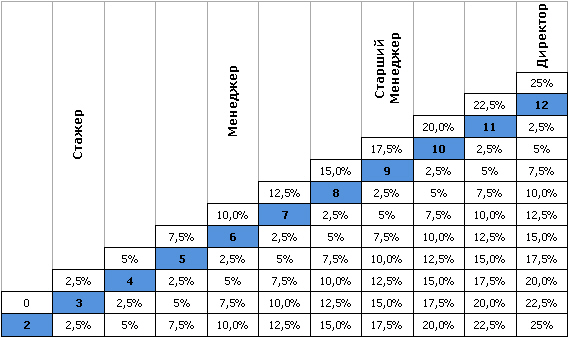 Стажер
Менеджер
Старший
Менеджер
Директор
25%
22,5% 12
20,0% 11 2,5%
17,5% 10 2,5% 5%
15,0% 9 2,5% 5% 7,5%
12,5% 8 2,5% 5% 7,5% 10,0%
10,0% 7 2,5% 5% 7,5% 10,0% 12,5%
7,5% 6 2,5% 5% 7,5% 10,0% 12,5% 15,0%
5% 5 2,5% 5% 7,5% 10,0% 12,5% 15,0% 17,5%
2,5% 4 2,5% 5% 7,5% 10,0% 12,5% 15,0% 17,5% 20,0%
0 3 2,5% 5% 7,5% 10,0% 12,5% 15,0% 17,5% 20,0% 22,5%
2 2,5% 5% 7,5% 10,0% 12,5% 15,0% 17,5% 20,0% 22,5% 25%